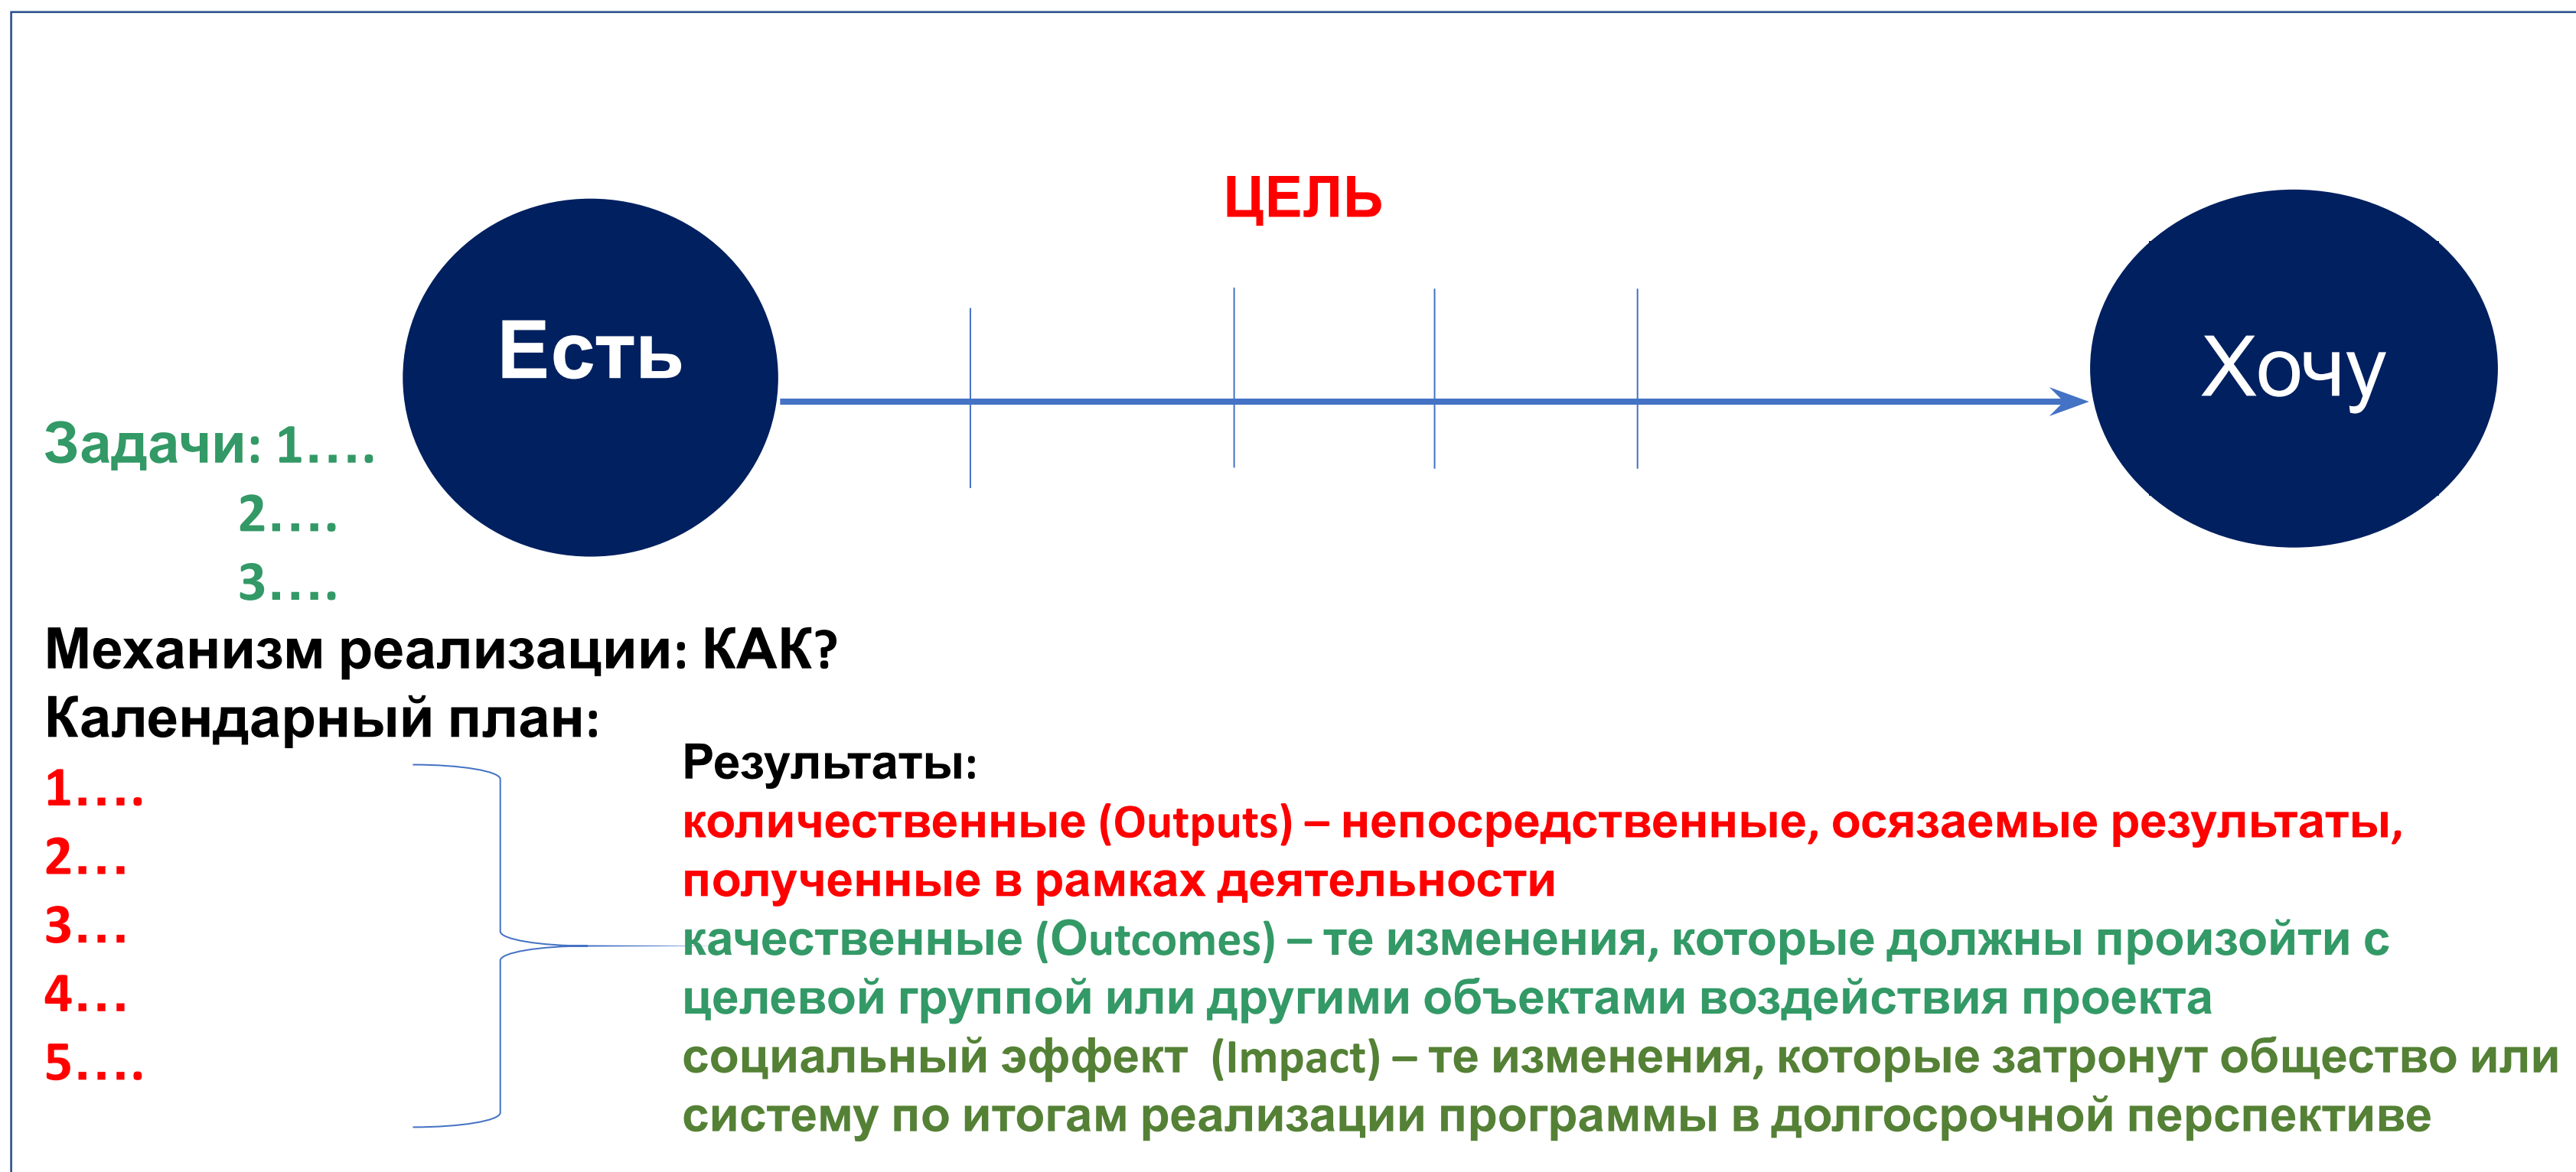 ЦЕЛЬ
Есть
Хочу
Задачи: 1....
2....
3....
Механизм реализации: КАК?
Календарный план:
1....
2...
3...
4...
5....
Результаты:
количественные (Outputs) – непосредственные, осязаемые результаты,
полученные в рамках деятельности
качественные (Outcomes) – те изменения, которые должны произойти с
целевой группой или другими объектами воздействия проекта
социальный эффект (Impact) – те изменения, которые затронут общество или
систему по итогам реализации программы в долгосрочной перспективе